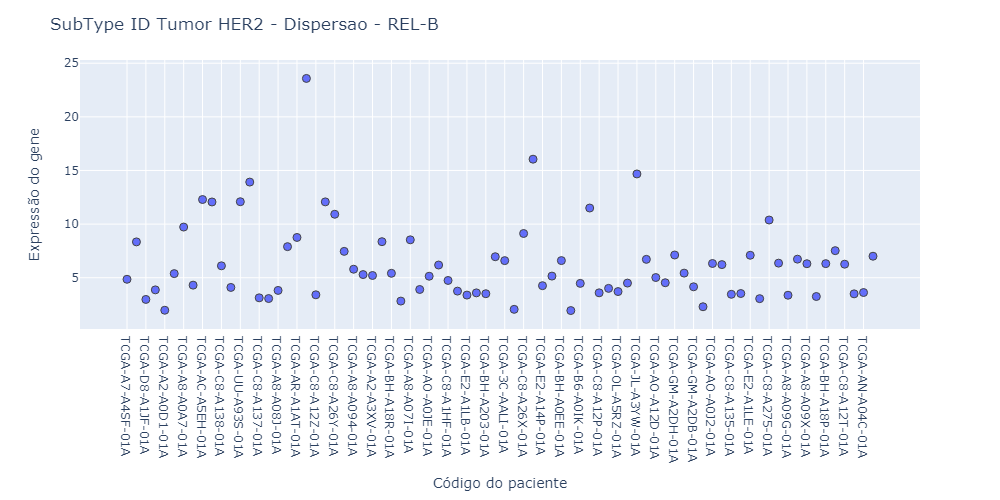 SubType ID Tumor HER2 - Dispersao - REL-B
Expressão do gene
25
20
15
10
5
TCGA-A7-A4SF-01A
TCGA-D8-A1JF-01A
TCGA-A2-A0D1-01A
TCGA-A8-A0A7-01A
TCGA-AC-A5EH-01A
TCGA-C8-A138-01A
TCGA-UU-A93S-01A
TCGA-C8-A137-01A
TCGA-A8-A08J-01A
TCGA-AR-A1AT-01A
TCGA-C8-A12Z-01A
TCGA-C8-A26Y-01A
TCGA-A8-A094-01A
TCGA-A2-A3XV-01A
TCGA-BH-A18R-01A
TCGA-A8-A07I-01A
TCGA-AO-A0JE-01A
TCGA-C8-A1HF-01A
TCGA-E2-A1LB-01A
TCGA-BH-A203-01A
TCGA-3C-AALI-01A
TCGA-C8-A26X-01A
TCGA-E2-A14P-01A
TCGA-BH-A0EE-01A
TCGA-B6-A0IK-01A
TCGA-C8-A12P-01A
TCGA-OL-A5RZ-01A
TCGA-JL-A3YW-01A
TCGA-AO-A12D-01A
TCGA-GM-A2DH-01A
TCGA-GM-A2DB-01A
TCGA-AO-A0J2-01A
TCGA-C8-A135-01A
TCGA-E2-A1LE-01A
TCGA-C8-A275-01A
TCGA-A8-A09G-01A
TCGA-A8-A09X-01A
TCGA-BH-A18P-01A
TCGA-C8-A12T-01A
TCGA-AN-A04C-01A
Código do paciente